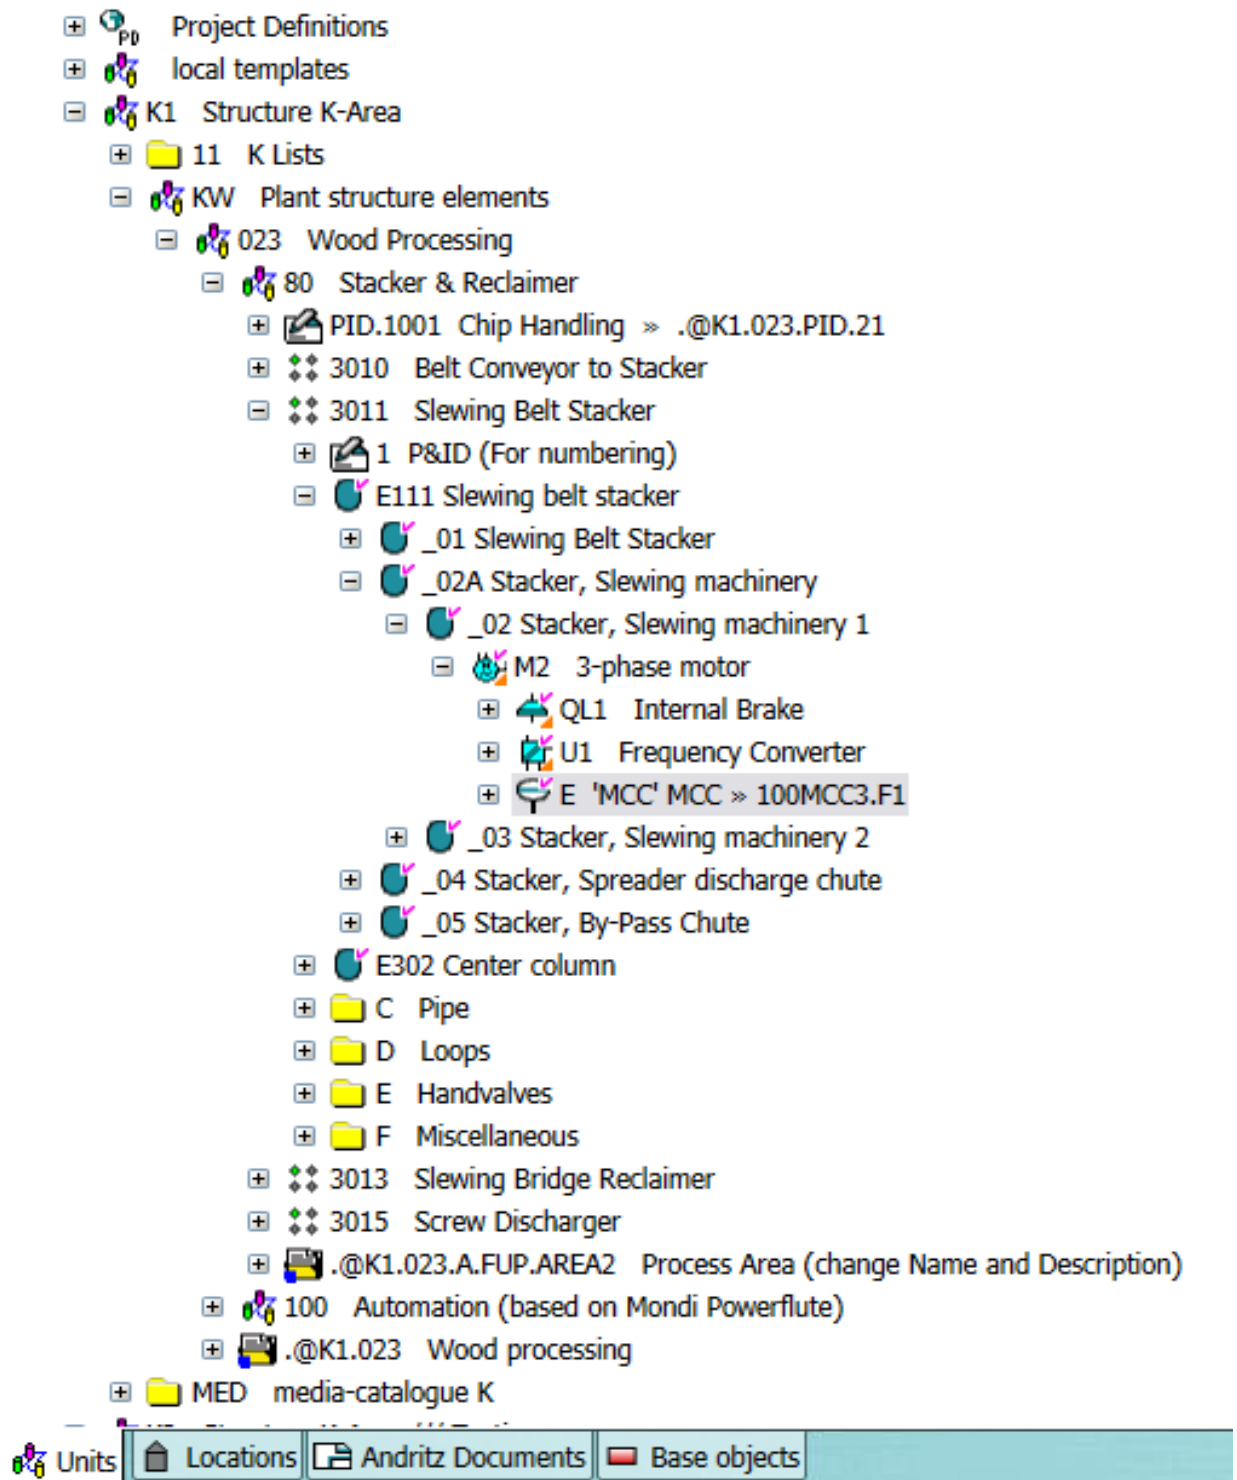 PD Project Definitions
local templates
K1 Structure K-Area
11 K Lists
KW Plant structure elements
023 Wood Processing
80 Stacker & Reclaimer
PID.1001 Chip Handling » .@K1.023.PID.21
3010 Belt Conveyor to Stacker
3011 Slewing Belt Stacker
1 P&ID (For numbering)
E111 Slewing belt stacker
_01 Slewing Belt Stacker
_02A Stacker, Slewing machinery
_02 Stacker, Slewing machinery 1
M2 3-phase motor
QL1 Internal Brake
U1 Frequency Converter
E 'MCC' MCC » 100MCC3.F1
_03 Stacker, Slewing machinery 2
_04 Stacker, Spreader discharge chute
_05 Stacker, By-Pass Chute
E302 Center column
C Pipe
D Loops
E Handvalves
F Miscellaneous
3013 Slewing Bridge Reclaimer
3015 Screw Discharger
.@K1.023.A.FUP.AREA2 Process Area (change Name and Description)
100 Automation (based on Mondi Powerflute)
.@K1.023 Wood processing
MED media-catalogue K
Units Locations Andritz Documents Base objects